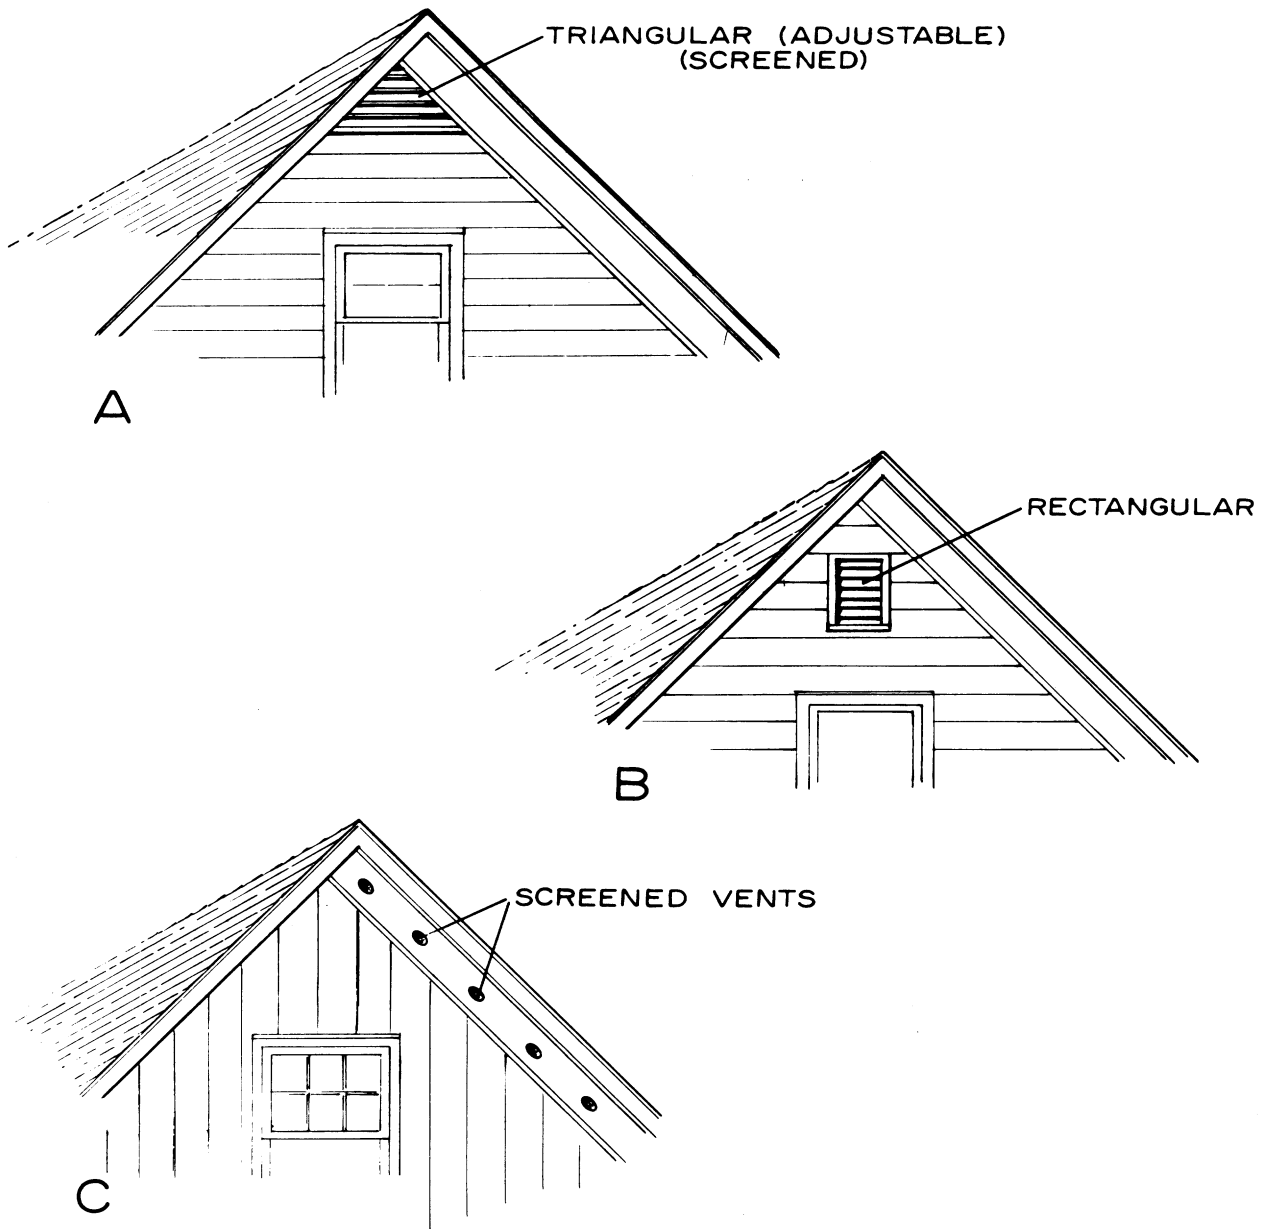 TRIANGULAR (ADJUSTABLE)
(SCREENED)
A
RECTANGULAR
B
SCREENED VENTS
C